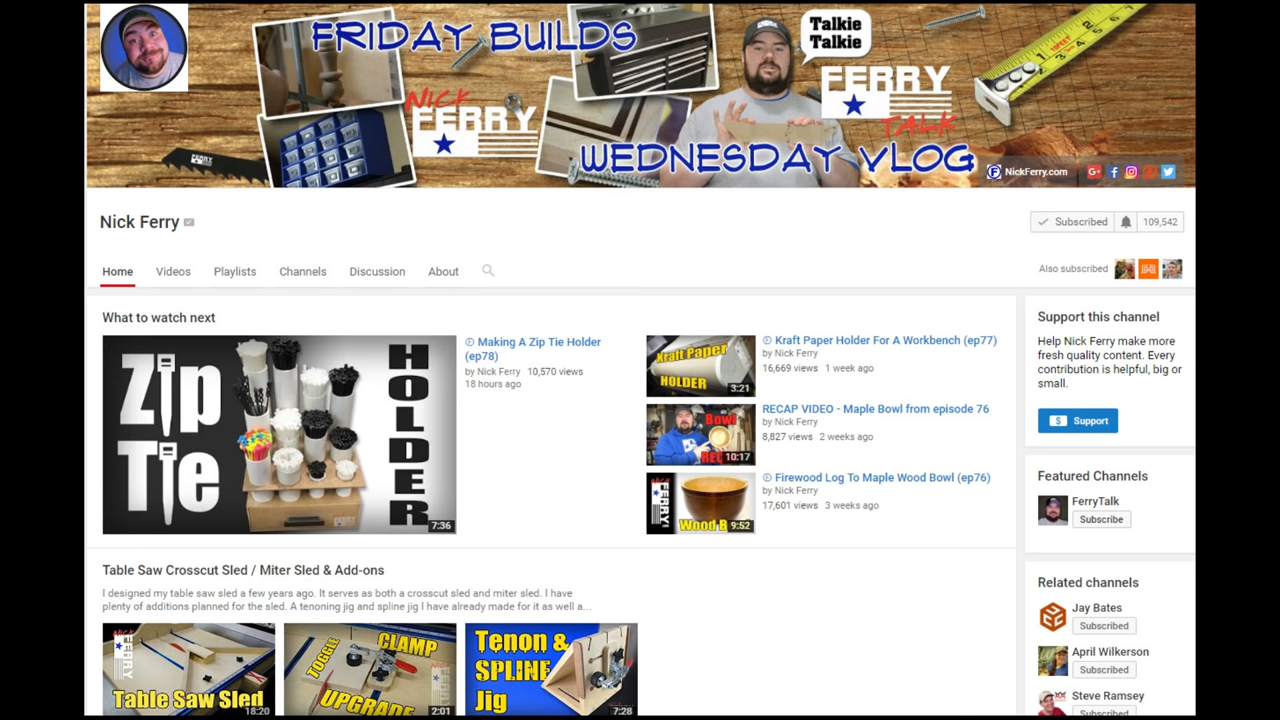 FRIDAY BUILDS
Talkie
Talkie
NICK
FERRY
FERRY
TALK
FERRY
WEDNESDAY VLOG
NickFerry.com
Nick Ferry
Subscribed 109,542
Home Videos Playlists Channels Discussion About
Also subscribed
What to watch next
Zip
Tie
HOLDER
7:36
Making A Zip Tie Holder
(ep78)
by Nick Ferry 10,570 views
18 hours ago
Kraft Paper
HOLDER
3:21
Kraft Paper Holder For A Workbench (ep77)
by Nick Ferry
16,669 views 1 week ago
Bowl
10:17
RECAP VIDEO - Maple Bowl from episode 76
by Nick Ferry
8,827 views 2 weeks ago
FERRY
Wood B
9:52
Firewood Log To Maple Wood Bowl (ep76)
by Nick Ferry
17,601 views 3 weeks ago
Support this channel
Help Nick Ferry make more
fresh quality content. Every
contribution is helpful, big or
small.
$ Support
Featured Channels
FerryTalk
Subscribe
Related channels
Jay Bates
Subscribed
April Wilkerson
Subscribed
Steve Ramsey
Subscribed
Table Saw Crosscut Sled / Miter Sled & Add-ons
I designed my table saw sled a few years ago. It serves as both a crosscut sled and miter sled. I have
plenty of additions planned for the sled. A tenoning jig and spline jig I have already made for it as well a...
NICK
FERRY
Table Saw Sled
18:20
TOGGLE
CLAMP
UPGRADE
2:01
Tenon &
SPLINE
Jig
7:28